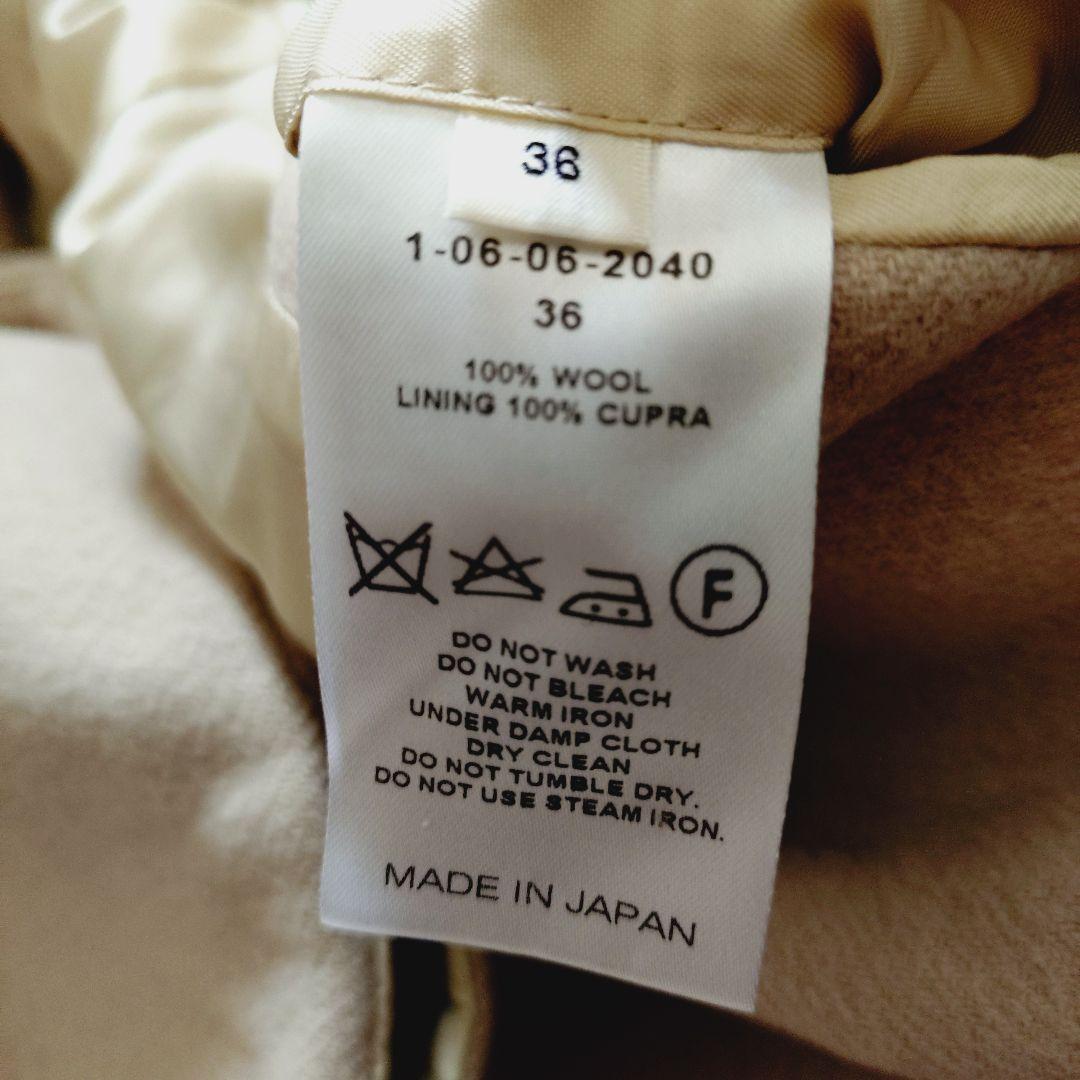 36
1-06-06-2040
36
100% WOOL
LINING 100% CUPRA
F
DO NOT WASH
DO NOT BLEACH
WARM IRON
UNDER DAMP CLOTH
DRY CLEAN
DO NOT TUMBLE DRY.
DO NOT USE STEAM IRON.
MADE IN JAPAN